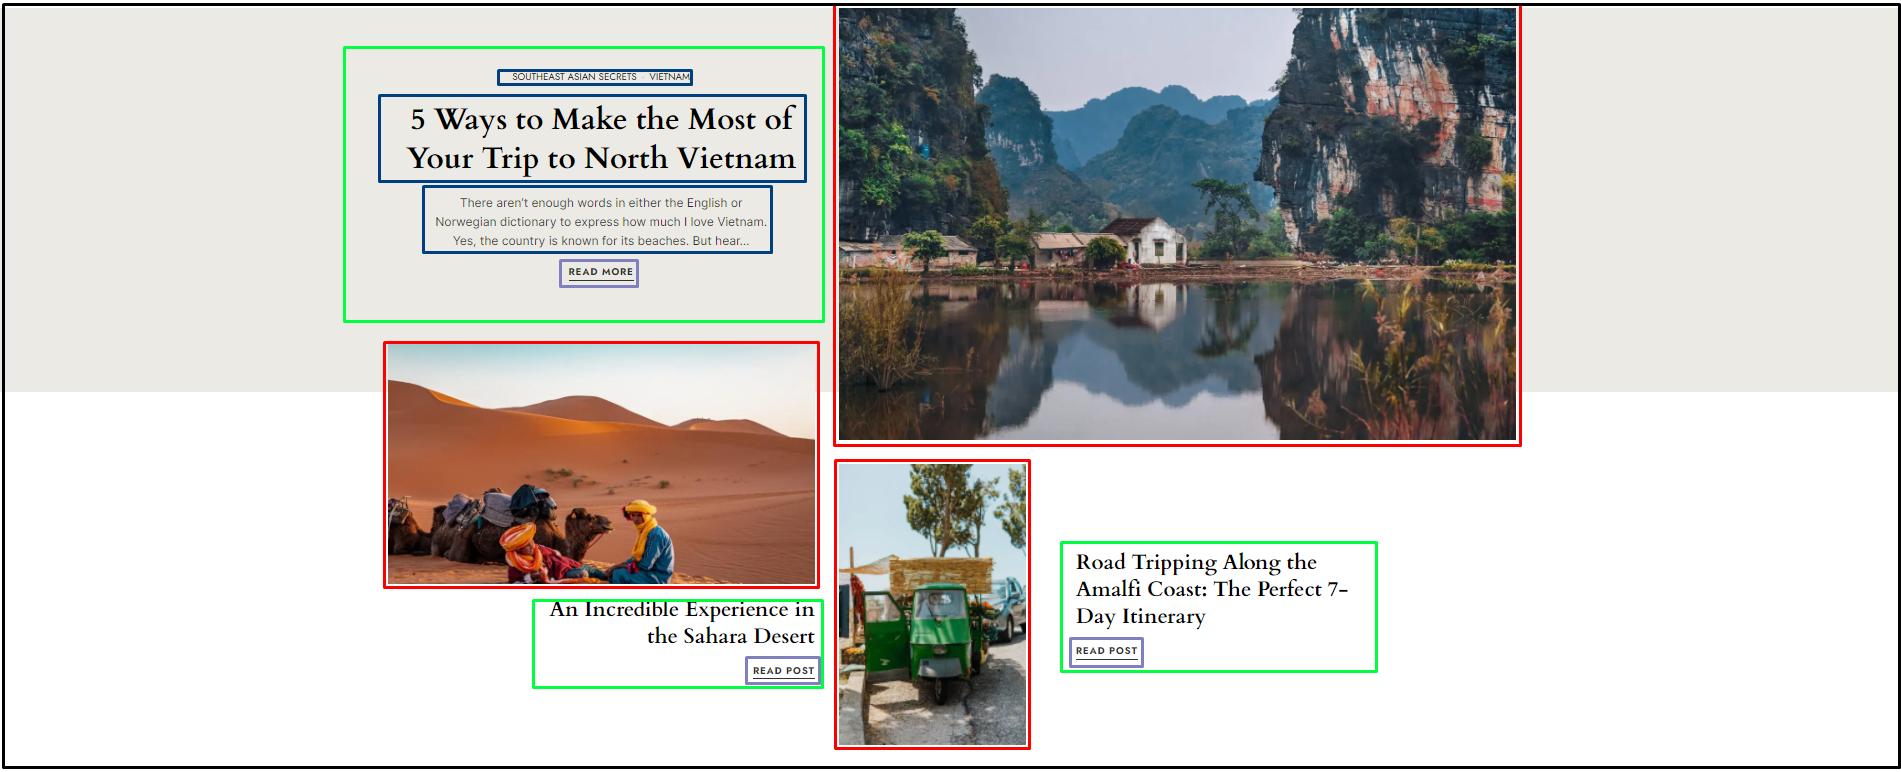 SOUTHEAST ASIAN SECRETS · VIETNAM
5 Ways to Make the Most of
Your Trip to North Vietnam
There aren't enough words in either the English or
Norwegian dictionary to express how much I love Vietnam.
Yes, the country is known for its beaches. But hear...
READ MORE
An Incredible Experience in
the Sahara Desert
READ POST
Road Tripping Along the
Amalfi Coast: The Perfect 7-
Day Itinerary
READ POST